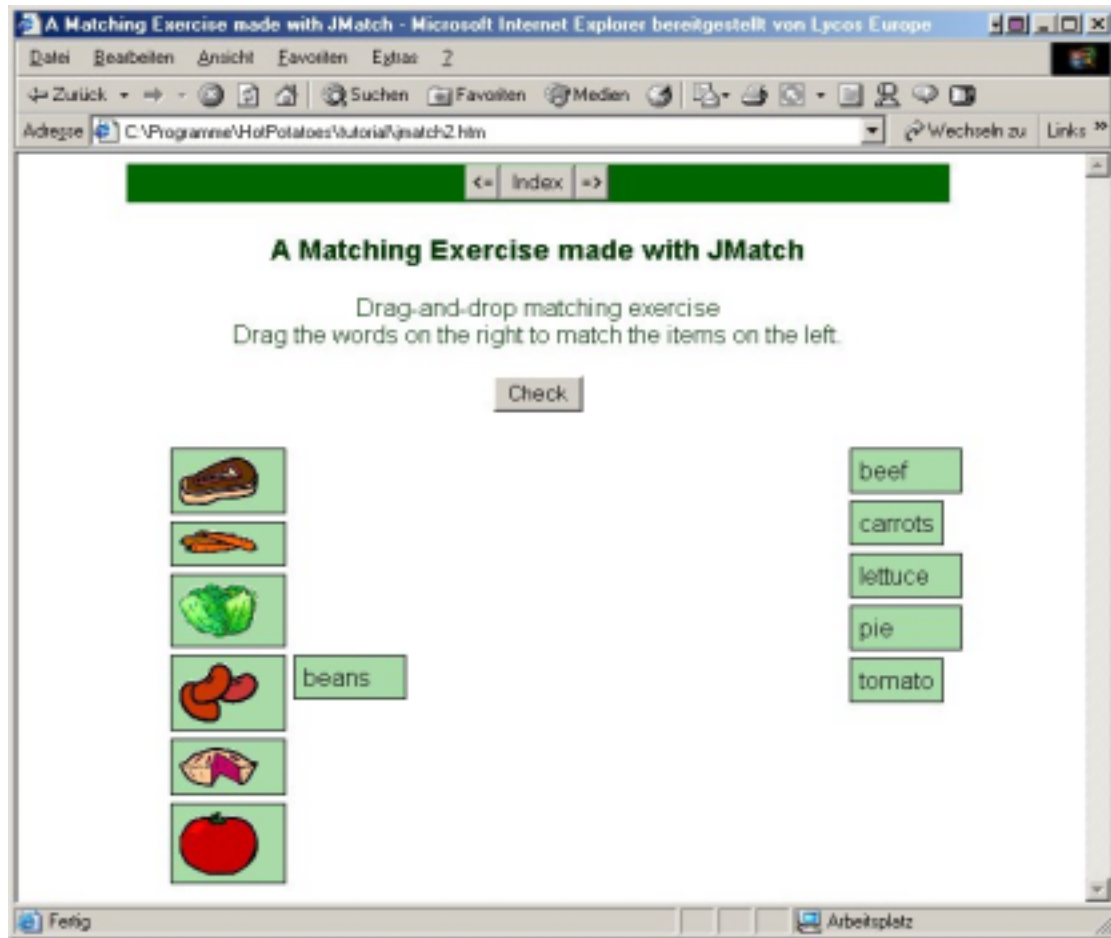 A Matching Exercise made with JMatch - Microsoft Internet Explorer bereitgestellt von Lycos Europe
Datei Bearbeiten Ansicht Favoriten Extras ?
Zurück Suchen Favoriten Medien
Adresse C:\Programme\HotPotatoes\tutorial\jmatch2.htm Wechseln zu Links »
<= Index =>
A Matching Exercise made with JMatch
Drag-and-drop matching exercise
Drag the words on the right to match the items on the left.
Check
beef
carrots
lettuce
pie
beans
tomato
Fertig Arbeitsplatz